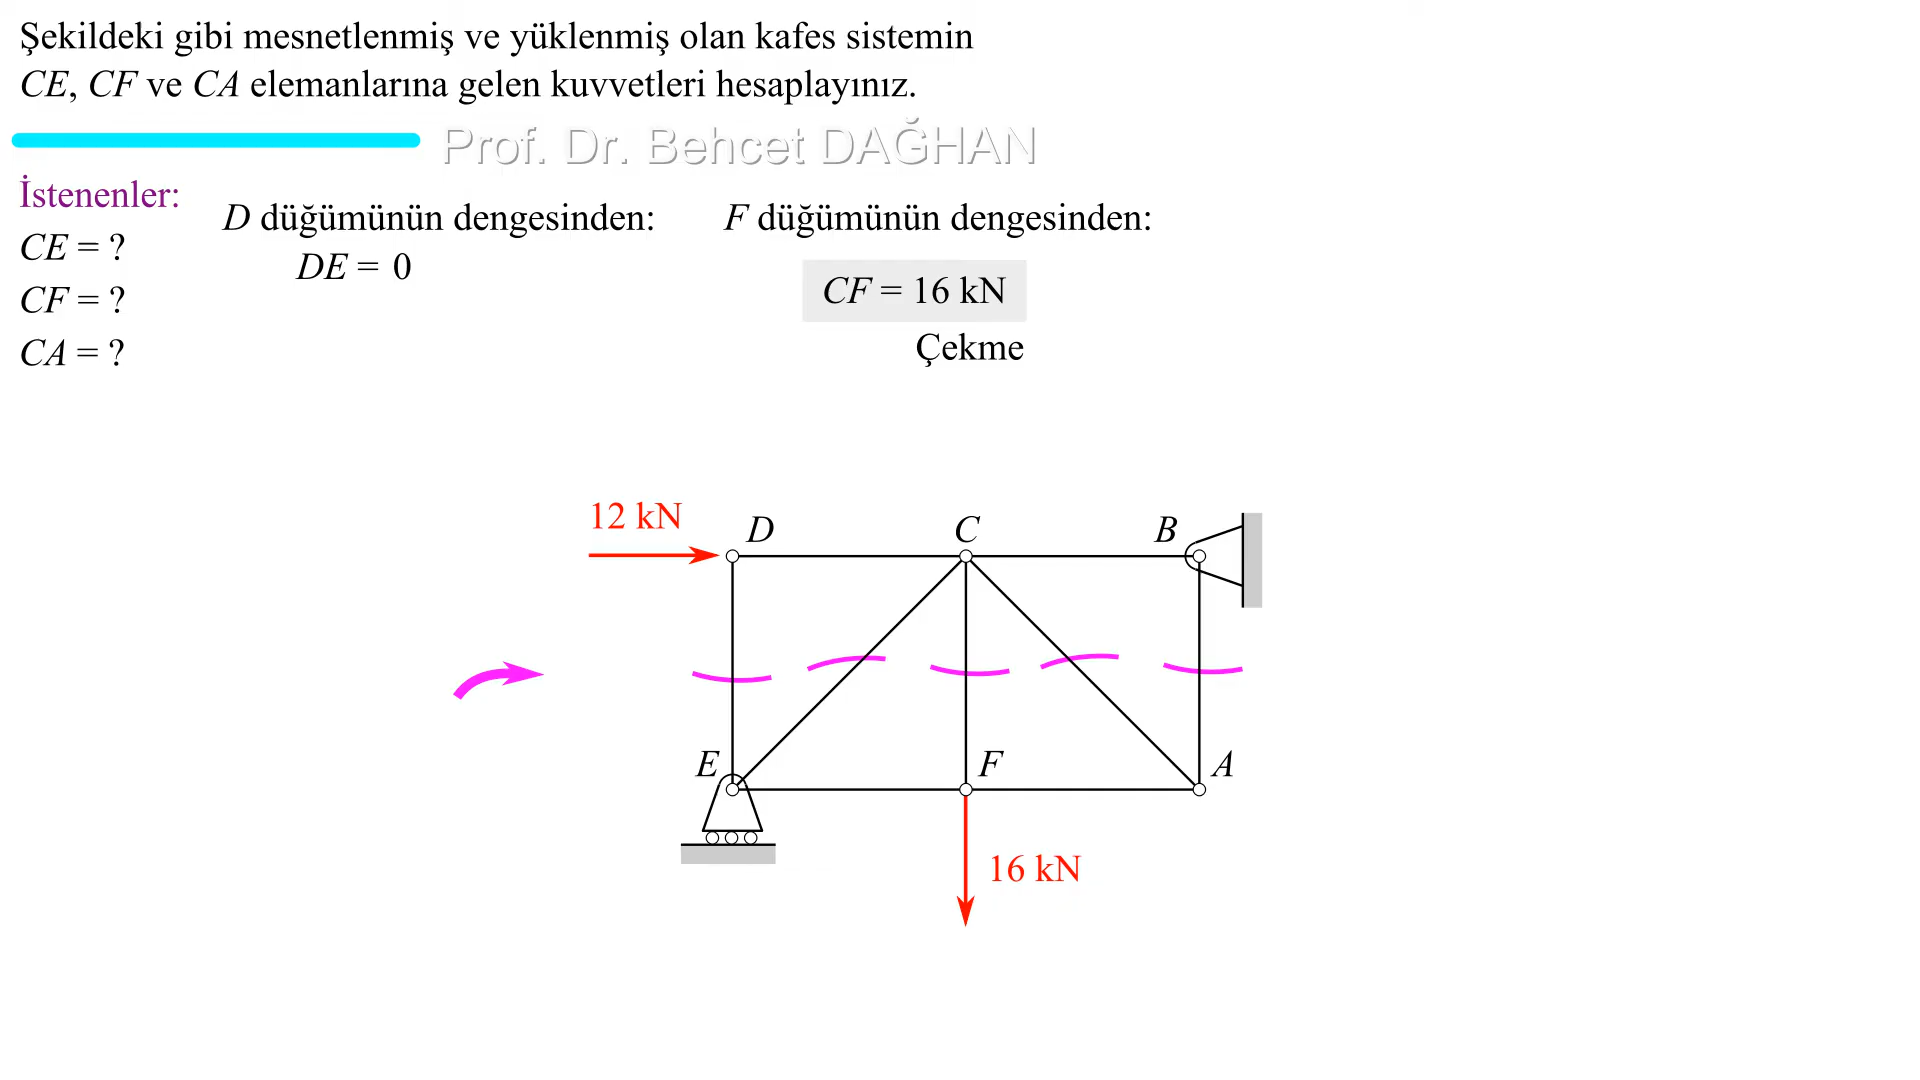 Şekildeki gibi mesnetlenmiş ve yüklenmiş olan kafes sistemin
CE, CF ve CA elemanlarına gelen kuvvetleri hesaplayınız.
Prof. Dr. Behcet DAĞHAN
İstenenler:
CE = ?
CF = ?
CA = ?
D düğümünün dengesinden:
DE = 0
F düğümünün dengesinden:
CF = 16 kN
Çekme
12 kN
D
C
B
E
F
A
16 kN